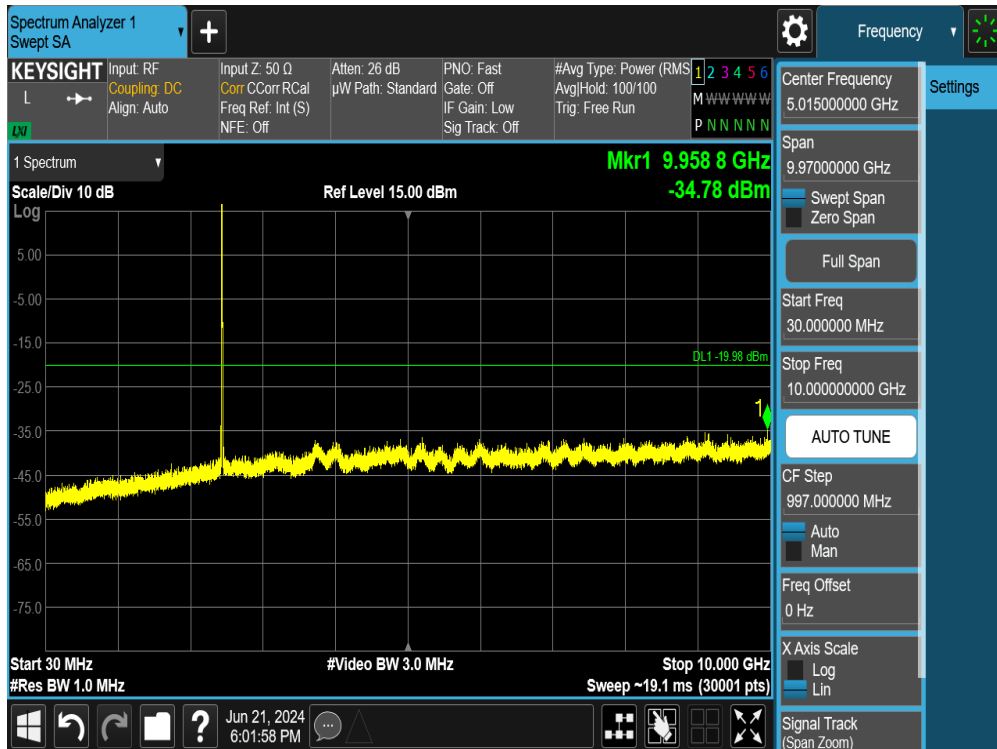 Spectrum Analyzer 1
Swept SA
+
Frequency
KEYSIGHT
L
LXI
Input: RF
Coupling: DC
Align: Auto
Input Z: 50 Ω
Corr CCorr RCal
Freq Ref: Int (S)
NFE: Off
Atten: 26 dB
µW Path: Standard
PNO: Fast
Gate: Off
IF Gain: Low
Sig Track: Off
#Avg Type: Power (RMS
Avg|Hold: 100/100
Trig: Free Run
1 2 3 4 5 6
M W W W W W
P N N N N N
1 Spectrum
Mkr1 9.958 8 GHz
Scale/Div 10 dB
Ref Level 15.00 dBm
-34.78 dBm
Log
5.00
-5.00
-15.0
DL1 -19.98 dBm
-25.0
1
-35.0
-45.0
-55.0
-65.0
-75.0
Start 30 MHz
#Video BW 3.0 MHz
Stop 10.000 GHz
#Res BW 1.0 MHz
Sweep ~19.1 ms (30001 pts)
Center Frequency
5.015000000 GHz
Settings
Span
9.97000000 GHz
Swept Span
Zero Span
Full Span
Start Freq
30.000000 MHz
Stop Freq
10.000000000 GHz
AUTO TUNE
CF Step
997.000000 MHz
Auto
Man
Freq Offset
0 Hz
X Axis Scale
Log
Lin
Signal Track
(Span Zoom)
?
Jun 21, 2024
6:01:58 PM